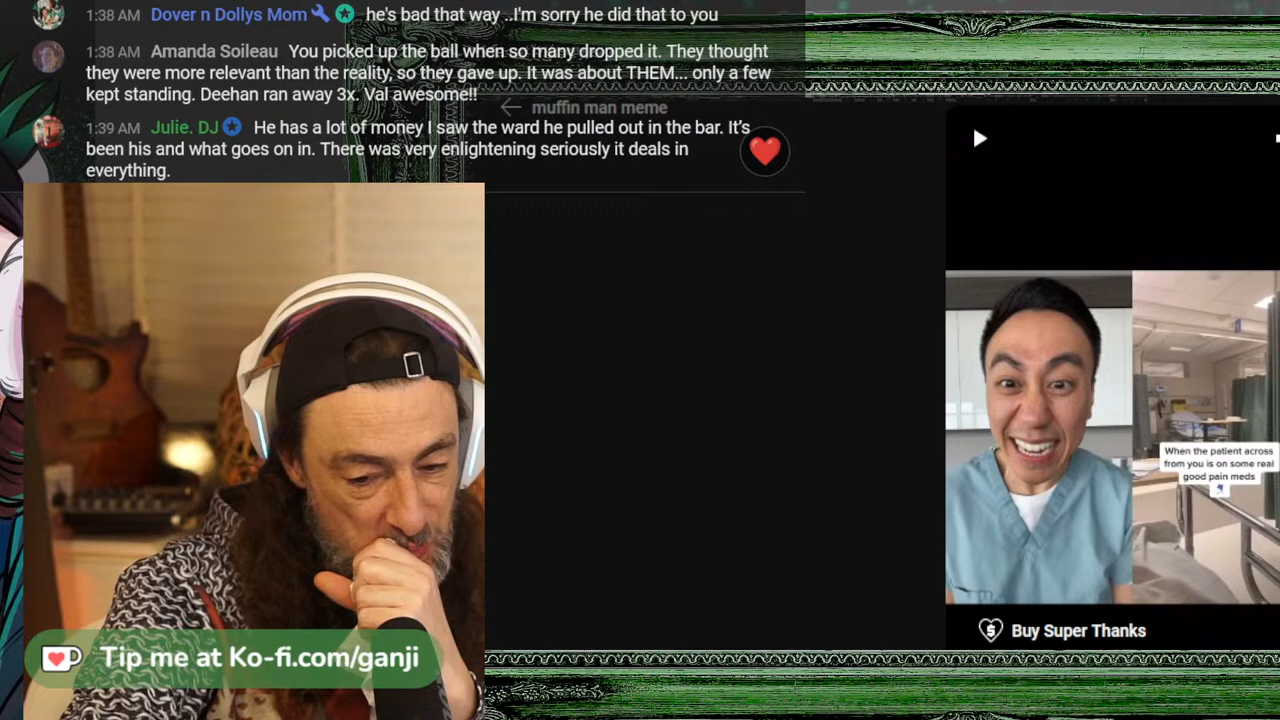 1:38 AM Dover n Dollys Mom he's bad that way ..I'm sorry he did that to you
1:38 AM Amanda Soileau You picked up the ball when so many dropped it. They thought
they were more relevant than the reality, so they gave up. It was about THEM... only a few
kept standing. Deehan ran away 3x. Val awesome!!
muffin man meme
1:39 AM Julie. DJ He has a lot of money I saw the ward he pulled out in the bar. It's
been his and what goes on in. There was very enlightening seriously it deals in
everything.
When the patient across
from you is on some real
good pain meds
Buy Super Thanks
Tip me at Ko-fi.com/ganji